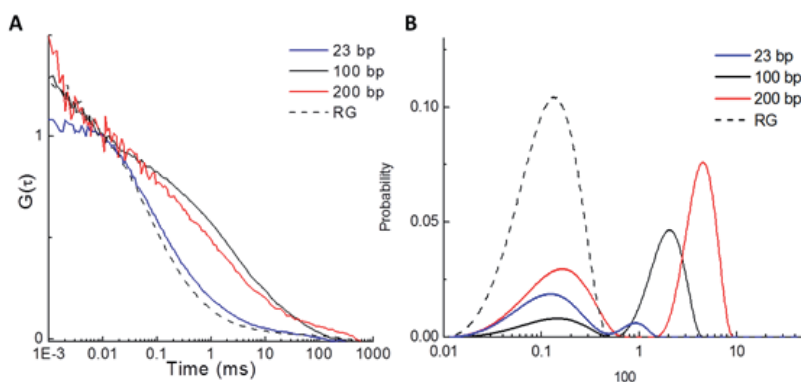 A
23 bp
100 bp
200 bp
RG
1
0
G(τ)
1E-3 0.01 0.1 1 10 100 1000
Time (ms)
B
23 bp
100 bp
200 bp
RG
0.10
0.05
0.00
Probability
0.01 0.1 1 10
100